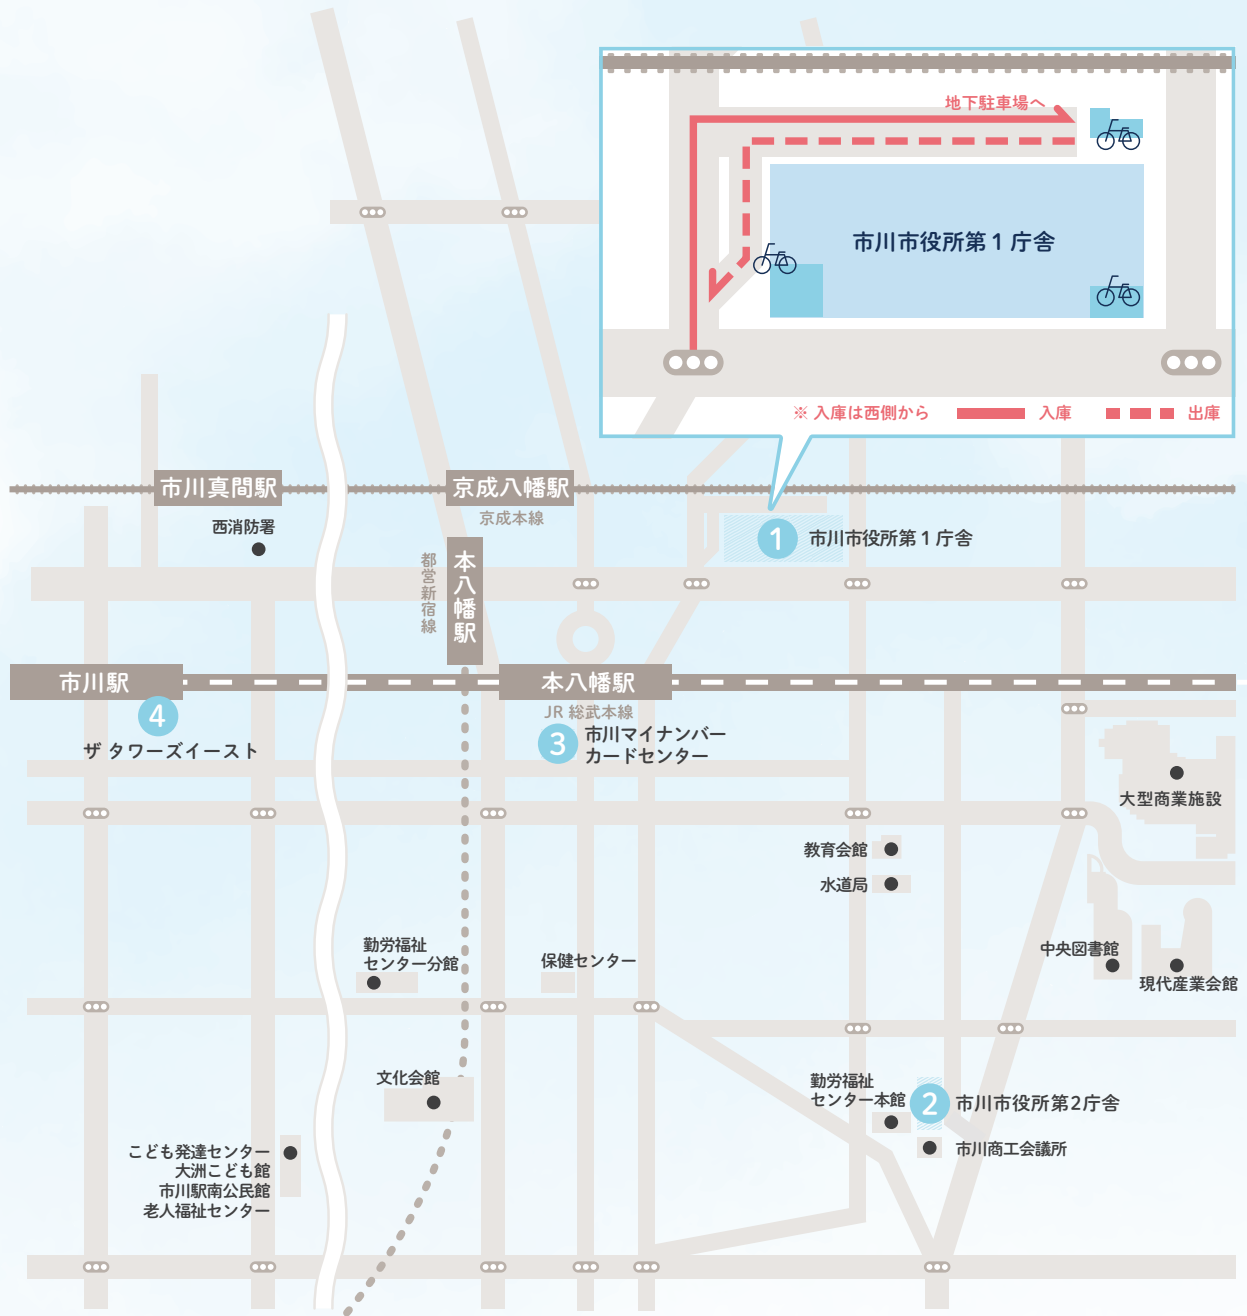 地下駐車場へ
市川市役所第1庁舎
※ 入庫は西側から
入庫
出庫
市川真間駅
京成八幡駅
京成本線
西消防署
1
市川市役所第1庁舎
都営新宿線
本八幡駅
市川駅
本八幡駅
JR 総武本線
4
ザ タワーズイースト
3
市川マイナンバー
カードセンター
大型商業施設
教育会館
水道局
勤労福祉
センター分館
保健センター
中央図書館
現代産業会館
文化会館
勤労福祉
センター本館
2
市川市役所第2庁舎
市川商工会議所
こども発達センター
大洲こども館
市川駅南公民館
老人福祉センター